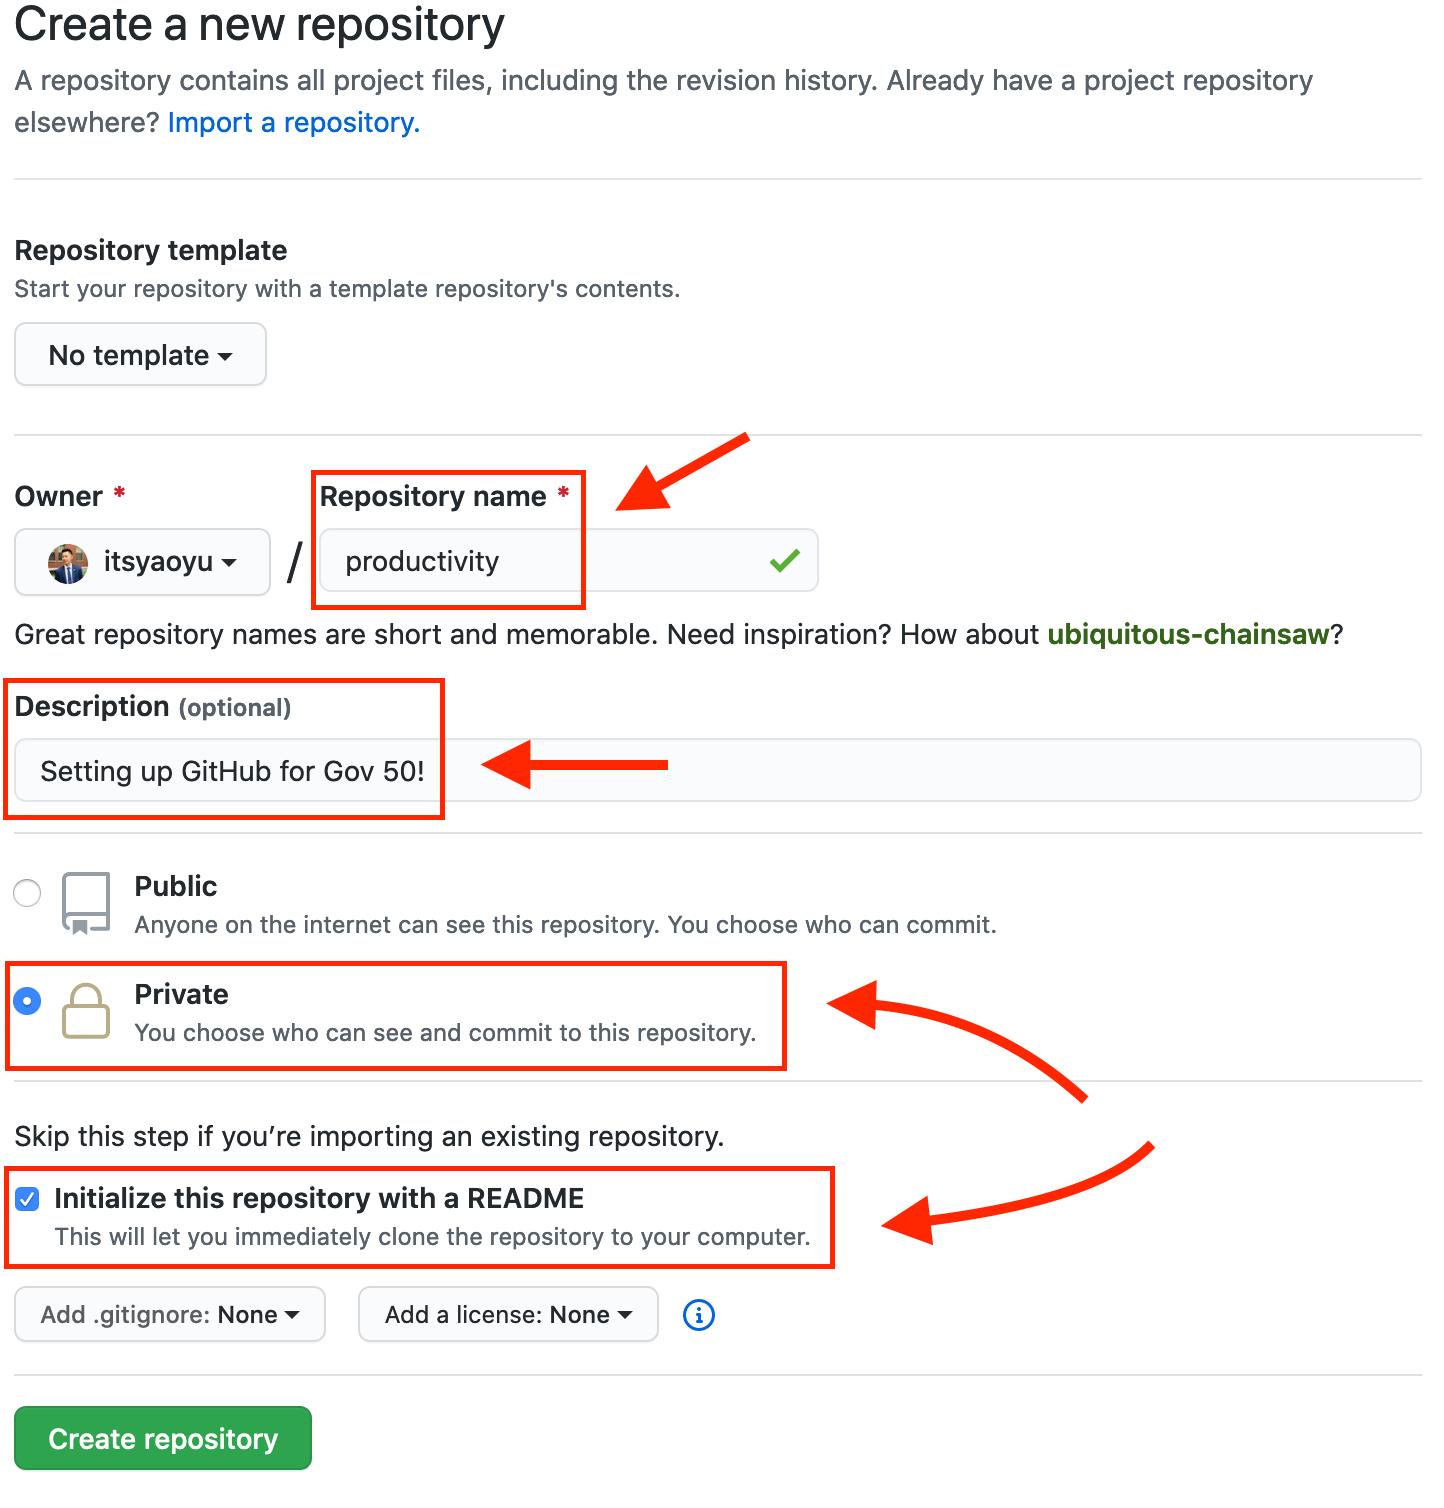 Create a new repository
A repository contains all project files, including the revision history. Already have a project repository
elsewhere? Import a repository.
Repository template
Start your repository with a template repository's contents.
No template
Owner *
Repository name *
itsyaoyu
/
productivity
Great repository names are short and memorable. Need inspiration? How about ubiquitous-chainsaw?
Description (optional)
Setting up GitHub for Gov 50!
Public
Anyone on the internet can see this repository. You choose who can commit.
Private
You choose who can see and commit to this repository.
Skip this step if you’re importing an existing repository.
Initialize this repository with a README
This will let you immediately clone the repository to your computer.
Add .gitignore: None
Add a license: None
Create repository